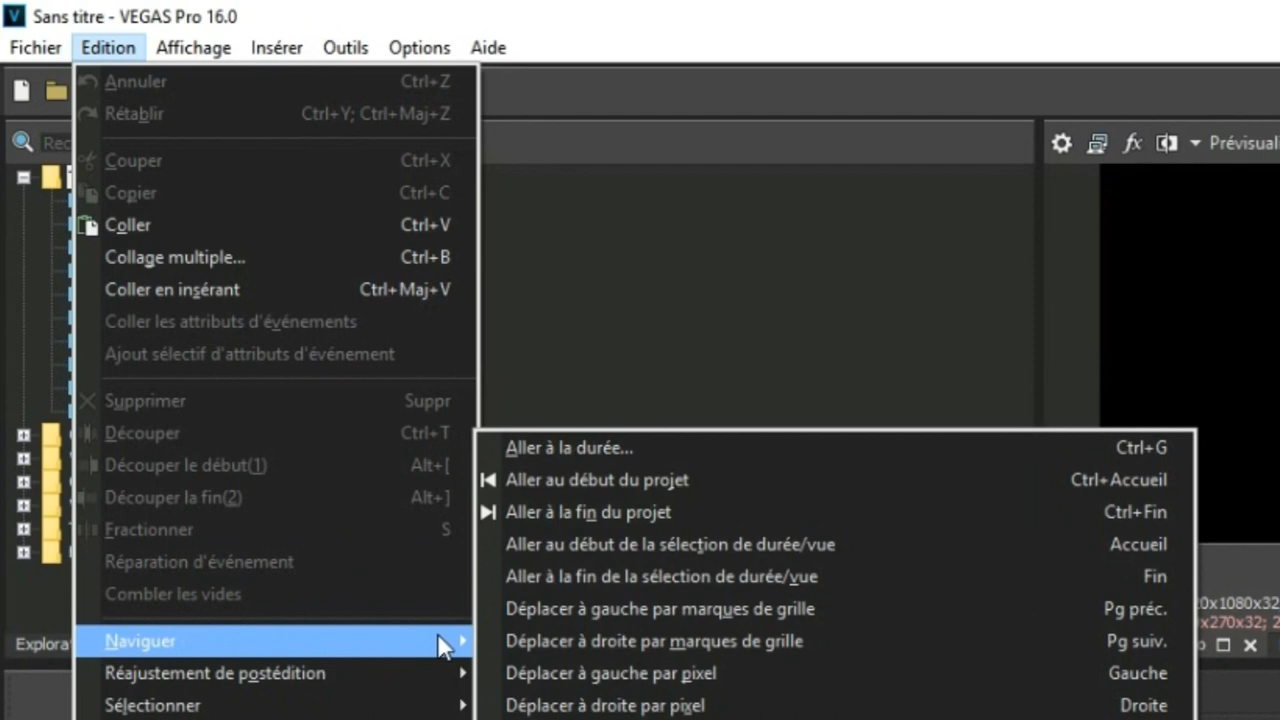 Sans titre - VEGAS Pro 16.0
Fichier Edition Affichage Insérer Outils Options Aide
Annuler Ctrl+Z
Rétablir Ctrl+Y; Ctrl+Maj+Z
Couper Ctrl+X
Copier Ctrl+C
Coller Ctrl+V
Collage multiple... Ctrl+B
Coller en insérant Ctrl+Maj+V
Coller les attributs d'événements
Ajout sélectif d'attributs d'événement
Supprimer Suppr
Découper Ctrl+T
Découper le début(1) Alt+[
Découper la fin(2) Alt+]
Fractionner S
Réparation d'événement
Combler les vides
Naviguer
Réajustement de postédition
Sélectionner
Aller à la durée... Ctrl+G
Aller au début du projet Ctrl+Accueil
Aller à la fin du projet Ctrl+Fin
Aller au début de la sélection de durée/vue Accueil
Aller à la fin de la sélection de durée/vue Fin
Déplacer à gauche par marques de grille Pg préc.
Déplacer à droite par marques de grille Pg suiv.
Déplacer à gauche par pixel Gauche
Déplacer à droite par pixel Droite
Rec
fx Prévisuali
0x1080x32
x270x32; 2
Explora